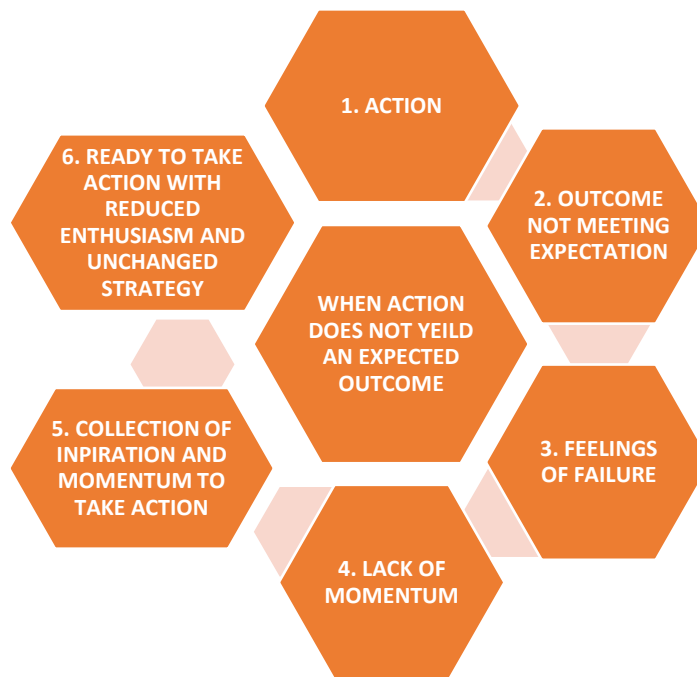 1. ACTION
2. OUTCOME
NOT MEETING
EXPECTATION
3. FEELINGS
OF FAILURE
4. LACK OF
MOMENTUM
5. COLLECTION OF
INPIRATION AND
MOMENTUM TO
TAKE ACTION
6. READY TO TAKE
ACTION WITH
REDUCED
ENTHUSIASM AND
UNCHANGED
STRATEGY
WHEN ACTION
DOES NOT YEILD
AN EXPECTED
OUTCOME